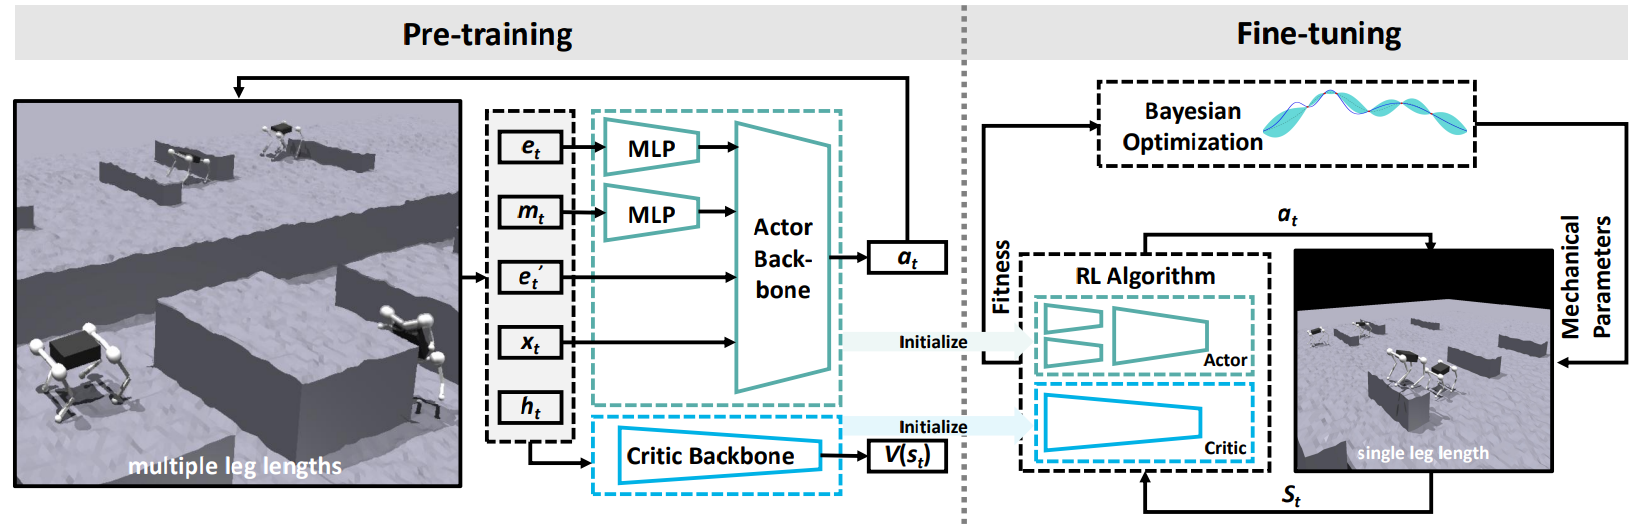 Pre-training
multiple leg lengths
e_t
m_t
e_t′
x_t
h_t
MLP
MLP
Actor
Back-
bone
a_t
Critic Backbone
V(s_t)
Initialize
Initialize
Fine-tuning
Bayesian
Optimization
Fitness
a_t
Mechanical
Parameters
RL Algorithm
Actor
Critic
single leg length
S_t